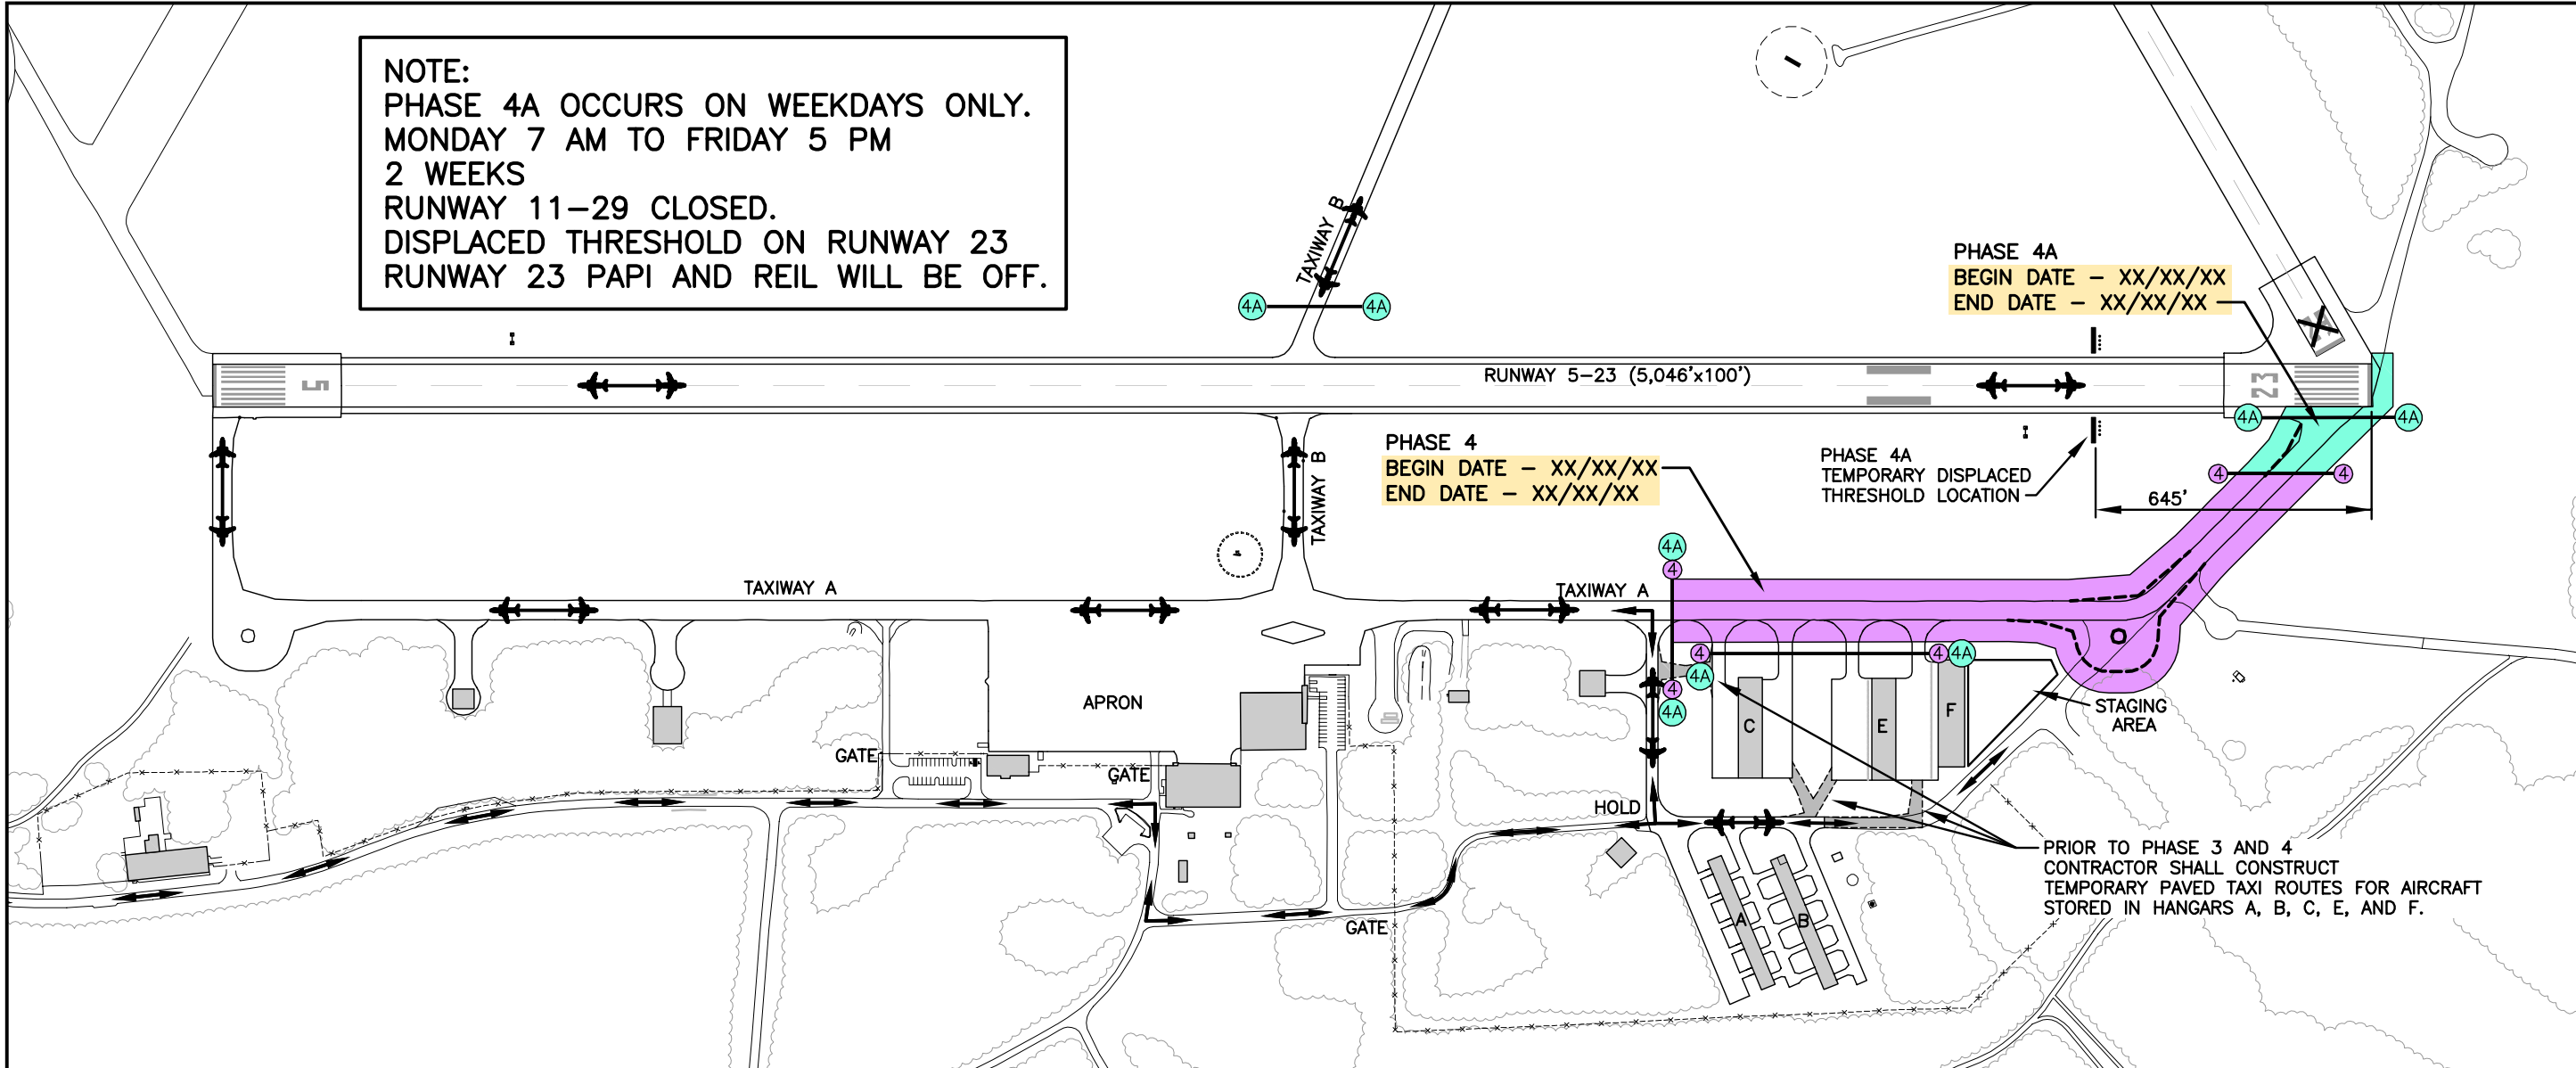 NOTE:
PHASE 4A OCCURS ON WEEKDAYS ONLY.
MONDAY 7 AM TO FRIDAY 5 PM
2 WEEKS
RUNWAY 11-29 CLOSED.
DISPLACED THRESHOLD ON RUNWAY 23
RUNWAY 23 PAPI AND REIL WILL BE OFF.
TAXIWAY B
4A
4A
PHASE 4A
BEGIN DATE - XX/XX/XX
END DATE - XX/XX/XX
5
RUNWAY 5-23 (5,046'x100')
23
4A
4A
PHASE 4
BEGIN DATE - XX/XX/XX
END DATE - XX/XX/XX
PHASE 4A
TEMPORARY DISPLACED
THRESHOLD LOCATION
4
4
645'
TAXIWAY B
4A
4
TAXIWAY A
TAXIWAY A
4
4A
4
4A
4
4A
APRON
C
E
F
STAGING
AREA
GATE
GATE
HOLD
PRIOR TO PHASE 3 AND 4
CONTRACTOR SHALL CONSTRUCT
TEMPORARY PAVED TAXI ROUTES FOR AIRCRAFT
STORED IN HANGARS A, B, C, E, AND F.
A
B
GATE